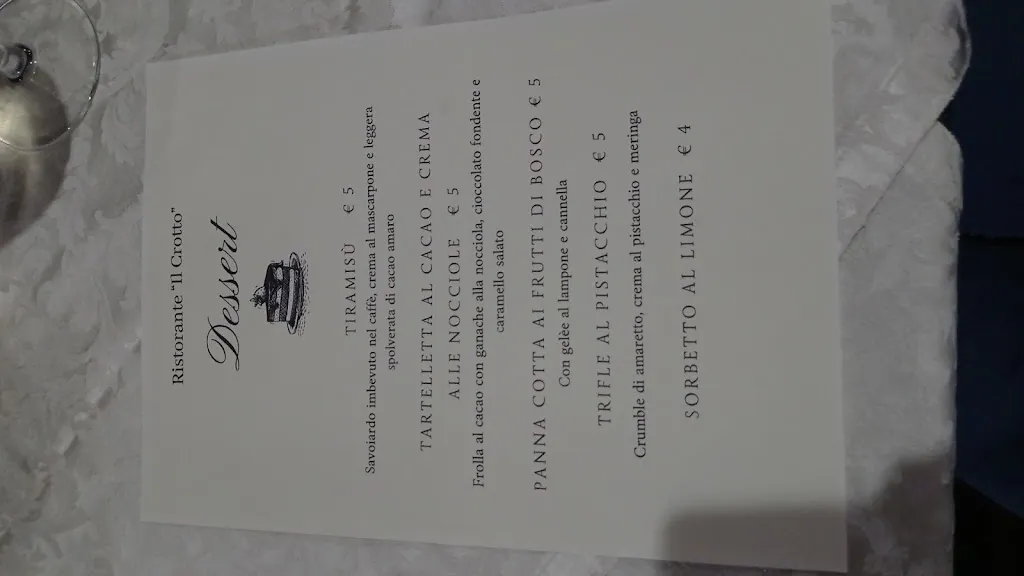 Ristorante "Il Crotto"
Dessert
TIRAMISÙ € 5
Savoiardo imbevuto nel caffè, crema al mascarpone e leggera
spolverata di cacao amaro
TARTELLETTA AL CACAO E CREMA
ALLE NOCCIOLE € 5
Frolla al cacao con ganache alla nocciola, cioccolato fondente e
caramello salato
PANNA COTTA AI FRUTTI DI BOSCO € 5
Con gelèe al lampone e cannella
TRIFLE AL PISTACCHIO € 5
Crumble di amaretto, crema al pistacchio e meringa
SORBETTO AL LIMONE € 4